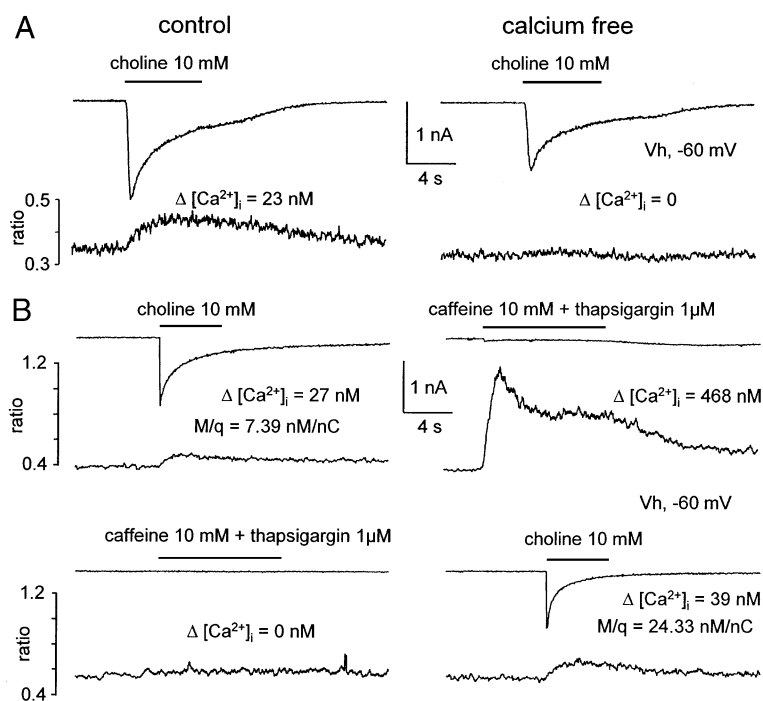 A
control
calcium free
choline 10 mM
choline 10 mM
1 nA
4 s
Vh, -60 mV
0.5
ratio
0.3
Δ [Ca²⁺]ᵢ = 23 nM
Δ [Ca²⁺]ᵢ = 0
B
choline 10 mM
caffeine 10 mM + thapsigargin 1µM
1.2
ratio
0.4
Δ [Ca²⁺]ᵢ = 27 nM
M/q = 7.39 nM/nC
1 nA
4 s
Δ [Ca²⁺]ᵢ = 468 nM
Vh, -60 mV
caffeine 10 mM + thapsigargin 1µM
choline 10 mM
1.2
ratio
0.4
Δ [Ca²⁺]ᵢ = 0 nM
Δ [Ca²⁺]ᵢ = 39 nM
M/q = 24.33 nM/nC